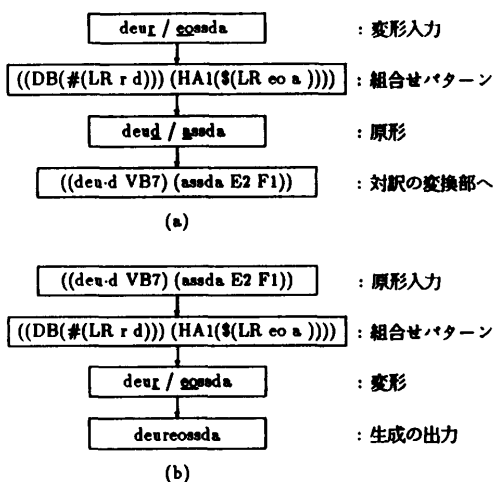 deur / eossda : 変形入力
((DB(#(LR r d))) (HA1($(LR eo a )))) : 組合せパターン
deud / assda : 原形
((deu·d VB7) (assda E2 F1)) : 対訳の変換部へ
(a)
((deu·d VB7) (assda E2 F1)) : 原形入力
((DB(#(LR r d))) (HA1($(LR eo a )))) : 組合せパターン
deur / eossda : 変形
deureossda : 生成の出力
(b)